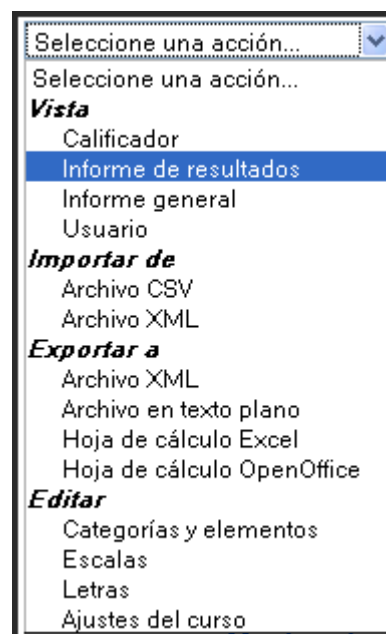 Seleccione una acción...
Seleccione una acción...
Vista
Calificador
Informe de resultados
Informe general
Usuario
Importar de
Archivo CSV
Archivo XML
Exportar a
Archivo XML
Archivo en texto plano
Hoja de cálculo Excel
Hoja de cálculo OpenOffice
Editar
Categorías y elementos
Escalas
Letras
Ajustes del curso